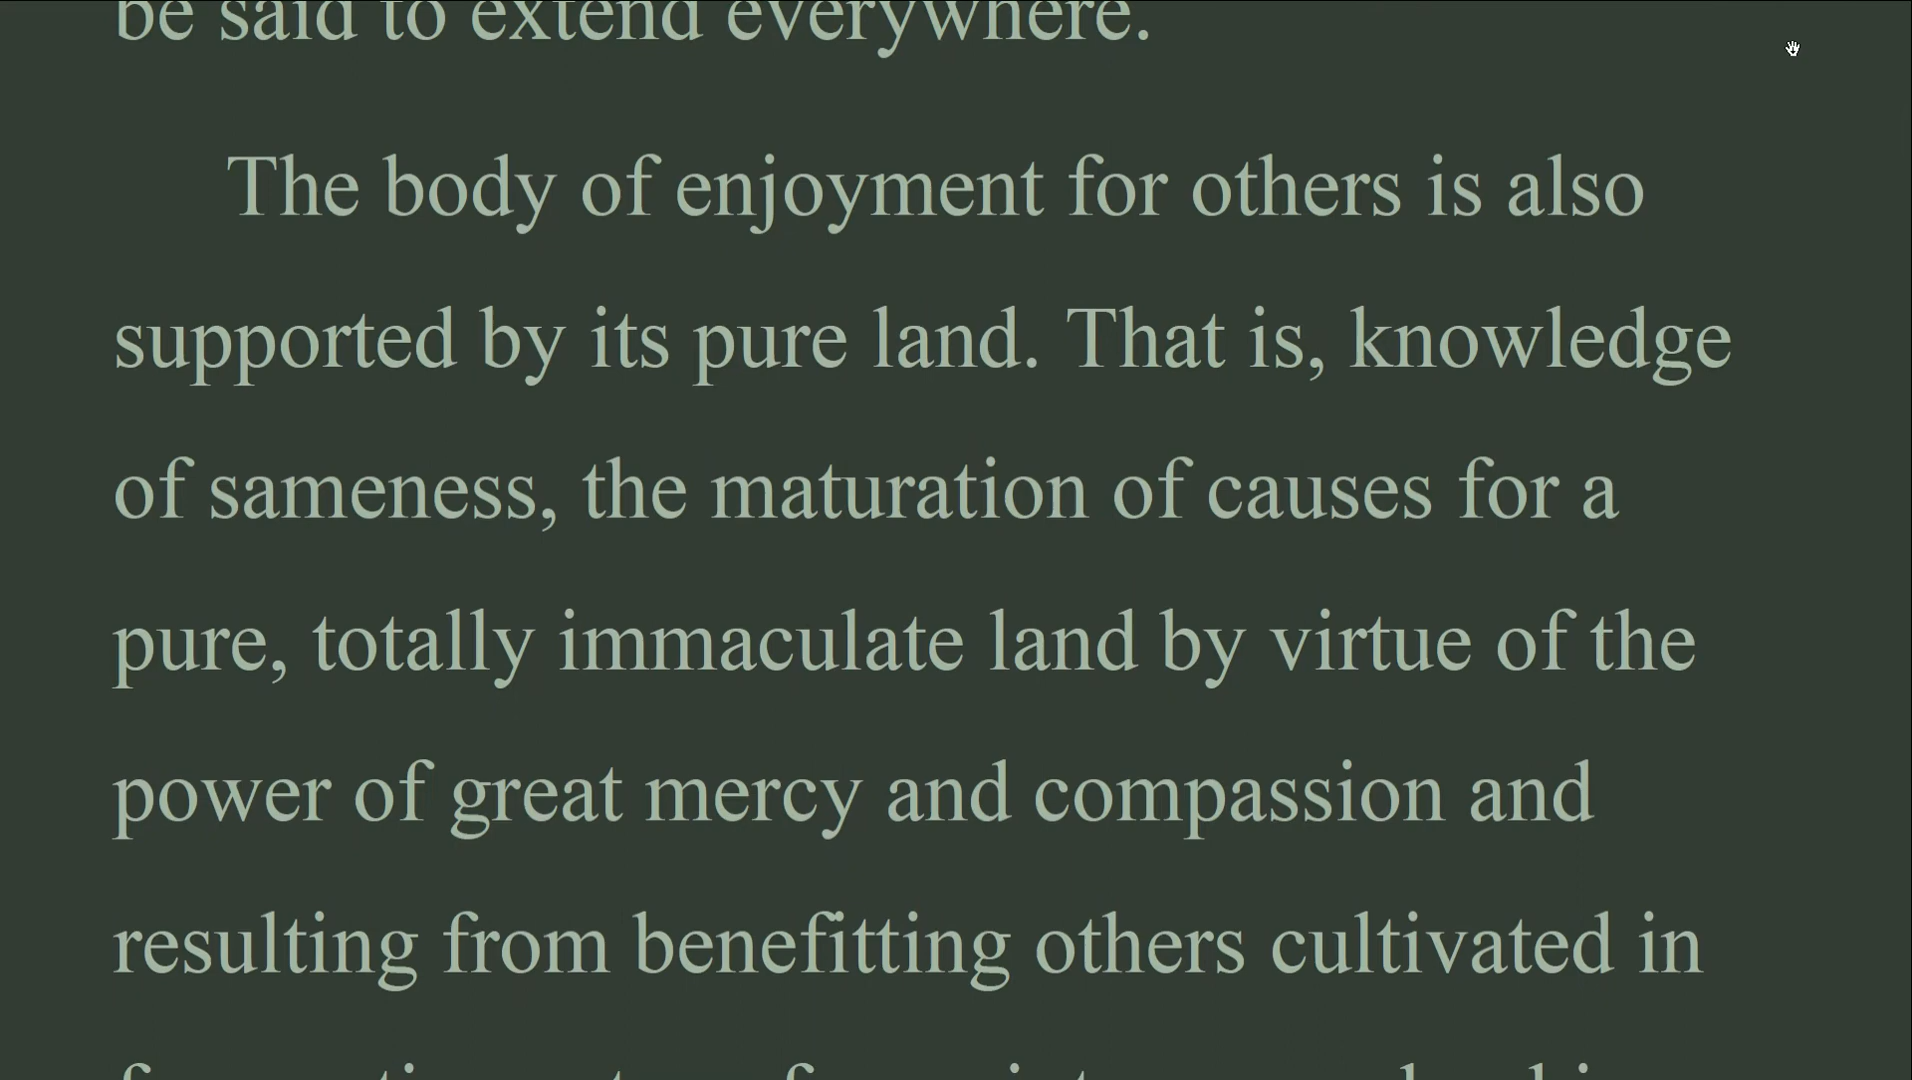 be said to extend everywhere.
The body of enjoyment for others is also
supported by its pure land. That is, knowledge
of sameness, the maturation of causes for a
pure, totally immaculate land by virtue of the
power of great mercy and compassion and
resulting from benefitting others cultivated in